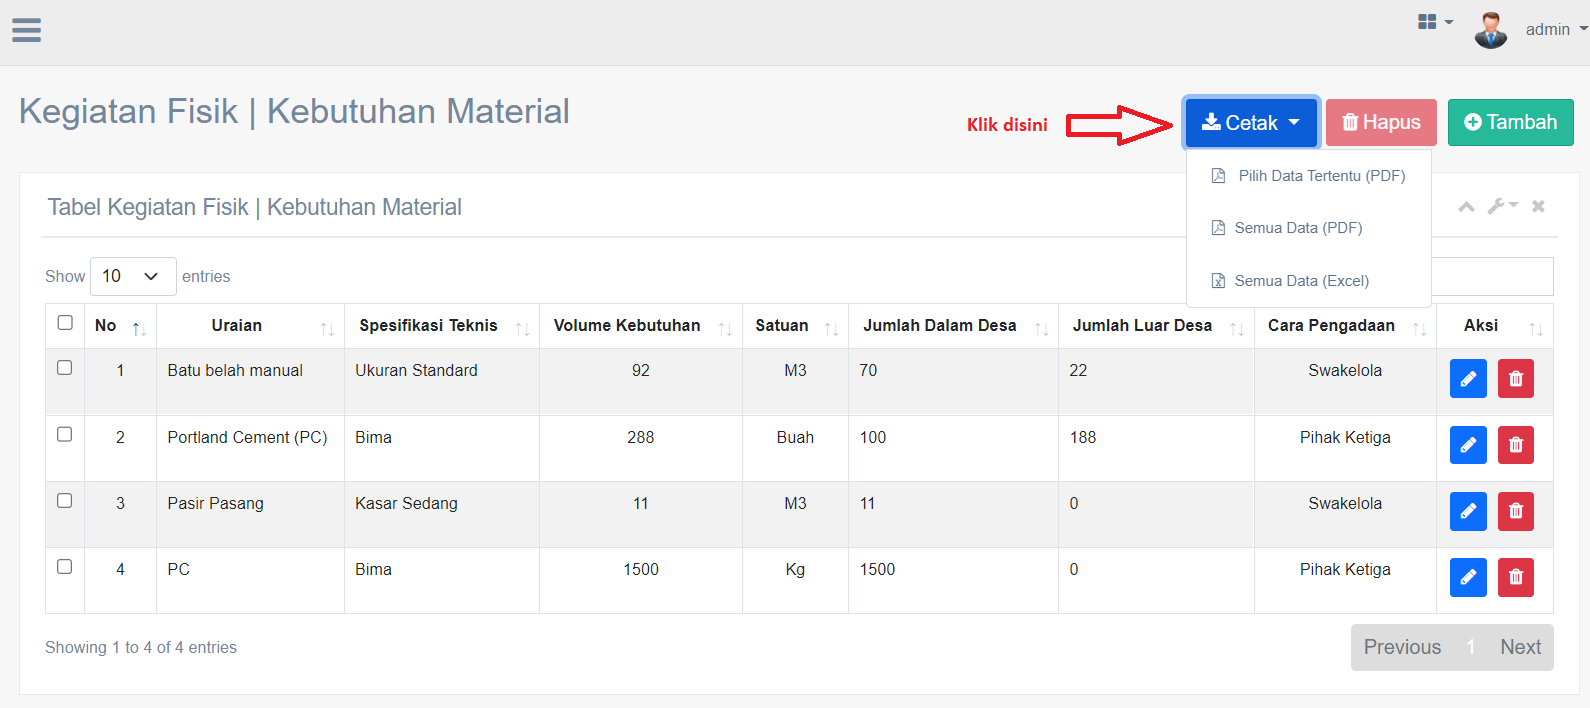 admin
Kegiatan Fisik | Kebutuhan Material
Klik disini
Cetak
Hapus
Tambah
Pilih Data Tertentu (PDF)
Semua Data (PDF)
Semua Data (Excel)
Tabel Kegiatan Fisik | Kebutuhan Material
Show 10 entries
No Uraian Spesifikasi Teknis Volume Kebutuhan Satuan Jumlah Dalam Desa Jumlah Luar Desa Cara Pengadaan Aksi
1 Batu belah manual Ukuran Standard 92 M3 70 22 Swakelola
2 Portland Cement (PC) Bima 288 Buah 100 188 Pihak Ketiga
3 Pasir Pasang Kasar Sedang 11 M3 11 0 Swakelola
4 PC Bima 1500 Kg 1500 0 Pihak Ketiga
Showing 1 to 4 of 4 entries
Previous 1 Next